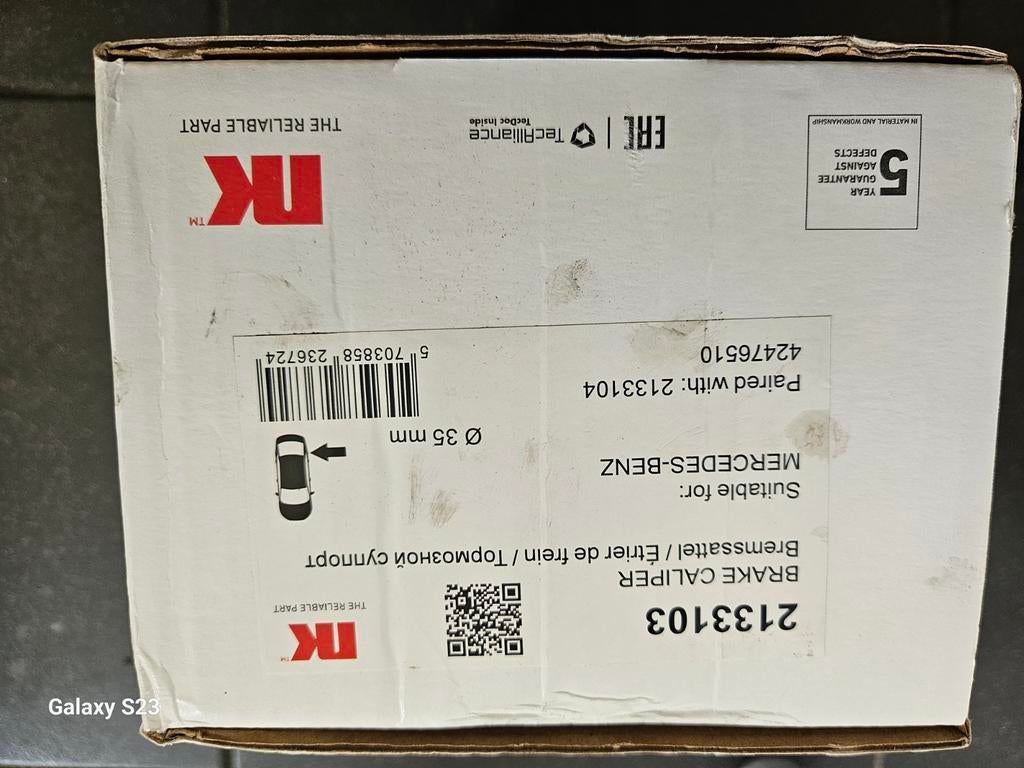 nk™
THE RELIABLE PART
2133103
BRAKE CALIPER
Bremssattel / Étrier de frein / Тормозной суппорт
Suitable for:
MERCEDES-BENZ
Ø 35 mm
Paired with: 2133104
42476510
5 703858 236724
5
YEAR
GUARANTEE
AGAINST
DEFECTS
IN MATERIAL AND WORKMANSHIP
EAC | TecAlliance
TecDoc Inside
nk™
THE RELIABLE PART
Galaxy S23